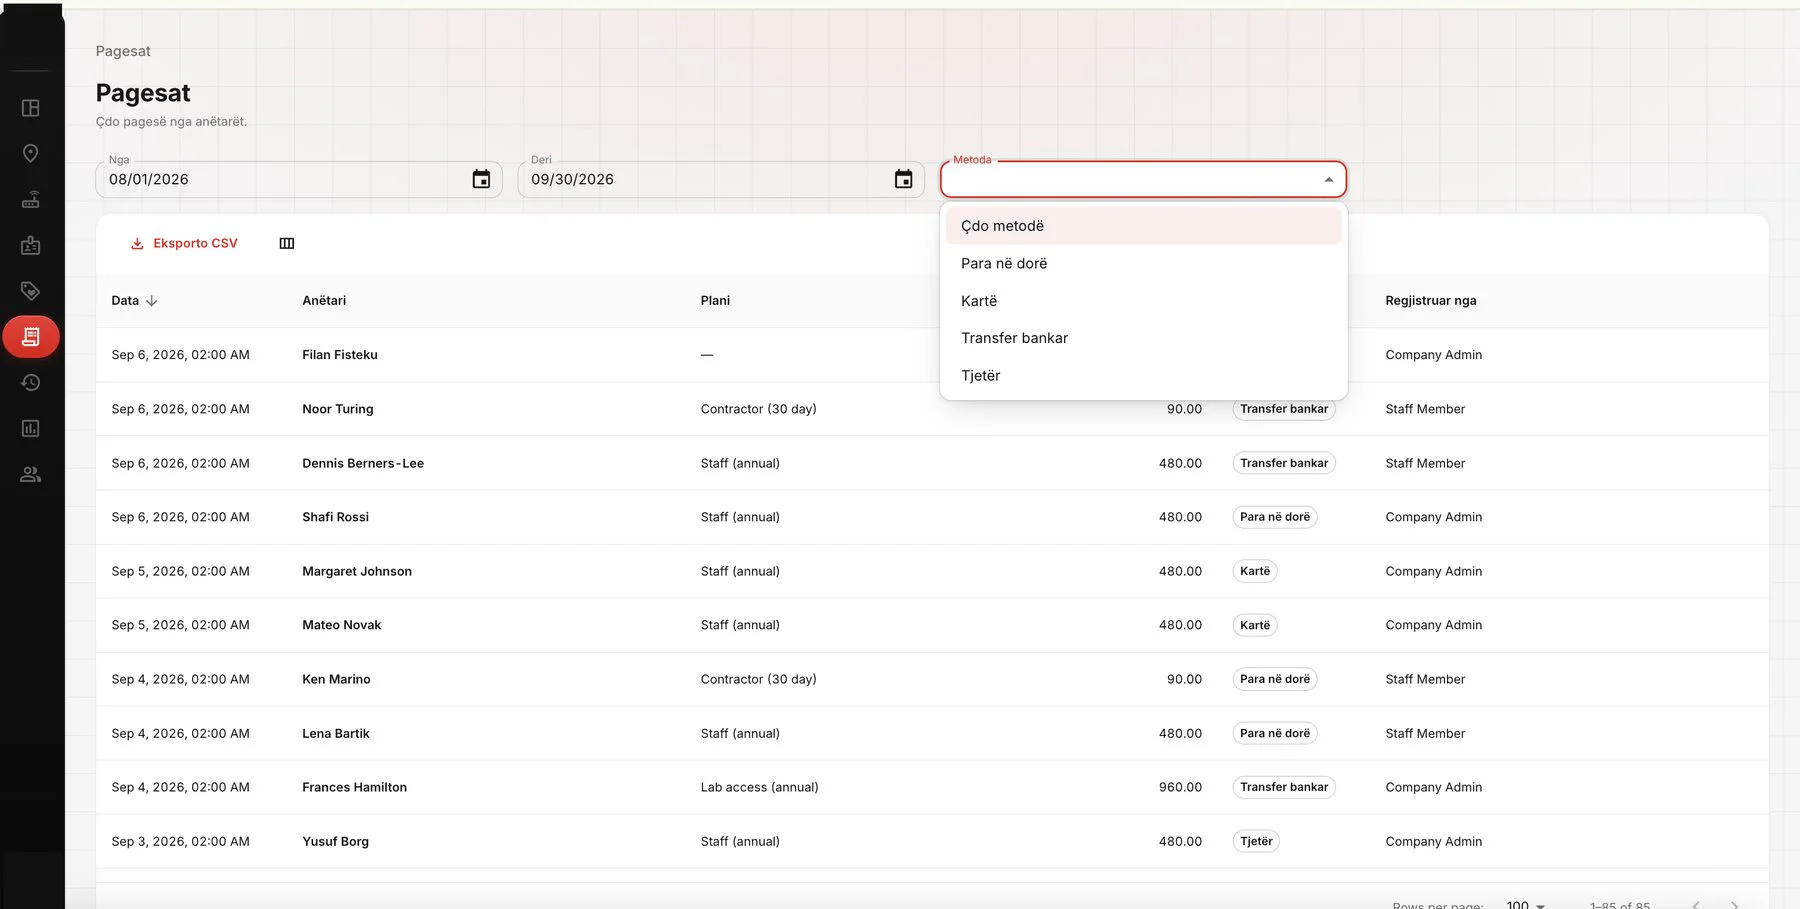 Pagesat
Pagesat
Çdo pagesë nga anëtarët.
Nga
08/01/2026
Deri
09/30/2026
Metoda
Çdo metodë
Para në dorë
Kartë
Transfer bankar
Tjetër
Eksporto CSV
Data Anëtari Plani Regjistruar nga
Sep 6, 2026, 02:00 AM Filan Fisteku — Company Admin
Sep 6, 2026, 02:00 AM Noor Turing Contractor (30 day) 90.00 Transfer bankar Staff Member
Sep 6, 2026, 02:00 AM Dennis Berners-Lee Staff (annual) 480.00 Transfer bankar Staff Member
Sep 6, 2026, 02:00 AM Shafi Rossi Staff (annual) 480.00 Para në dorë Company Admin
Sep 5, 2026, 02:00 AM Margaret Johnson Staff (annual) 480.00 Kartë Company Admin
Sep 5, 2026, 02:00 AM Mateo Novak Staff (annual) 480.00 Kartë Company Admin
Sep 4, 2026, 02:00 AM Ken Marino Contractor (30 day) 90.00 Para në dorë Staff Member
Sep 4, 2026, 02:00 AM Lena Bartik Staff (annual) 480.00 Para në dorë Staff Member
Sep 4, 2026, 02:00 AM Frances Hamilton Lab access (annual) 960.00 Transfer bankar Company Admin
Sep 3, 2026, 02:00 AM Yusuf Borg Staff (annual) 480.00 Tjetër Company Admin
Rows per page: 100 1–85 of 85